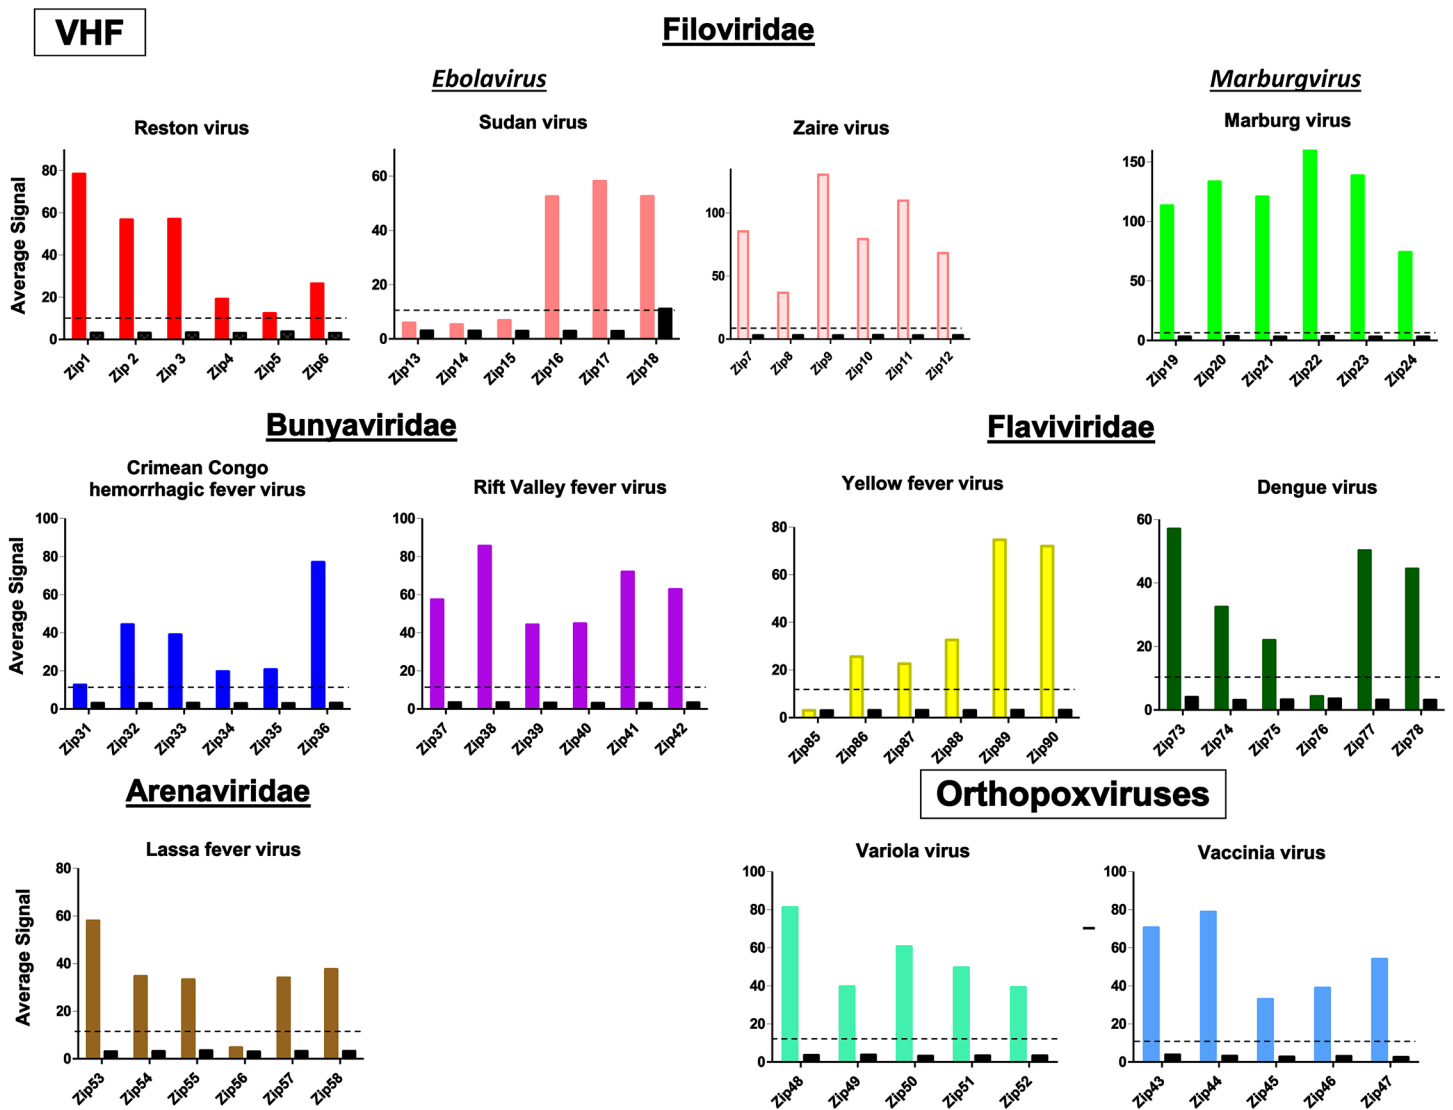 VHF
Filoviridae
Ebolavirus
Marburgvirus
Reston virus
Average Signal
80
60
40
20
0
Zip1
Zip 2
Zip 3
Zip4
Zip5
Zip6
Sudan virus
60
40
20
0
Zip13
Zip14
Zip15
Zip16
Zip17
Zip18
Zaire virus
100
50
0
Zip7
Zip8
Zip9
Zip10
Zip11
Zip12
Marburg virus
150
100
50
0
Zip19
Zip20
Zip21
Zip22
Zip23
Zip24
Bunyaviridae
Flaviviridae
Crimean Congo
hemorrhagic fever virus
Average Signal
100
80
60
40
20
0
Zip31
Zip32
Zip33
Zip34
Zip35
Zip36
Rift Valley fever virus
100
80
60
40
20
0
Zip37
Zip38
Zip39
Zip40
Zip41
Zip42
Yellow fever virus
80
60
40
20
0
Zip85
Zip86
Zip87
Zip88
Zip89
Zip90
Dengue virus
60
40
20
0
Zip73
Zip74
Zip75
Zip76
Zip77
Zip78
Arenaviridae
Orthopoxviruses
Lassa fever virus
Average Signal
80
60
40
20
0
Zip53
Zip54
Zip55
Zip56
Zip57
Zip58
Variola virus
100
80
60
40
20
0
Zip48
Zip49
Zip50
Zip51
Zip52
Vaccinia virus
100
80
60
40
20
0
Zip43
Zip44
Zip45
Zip46
Zip47